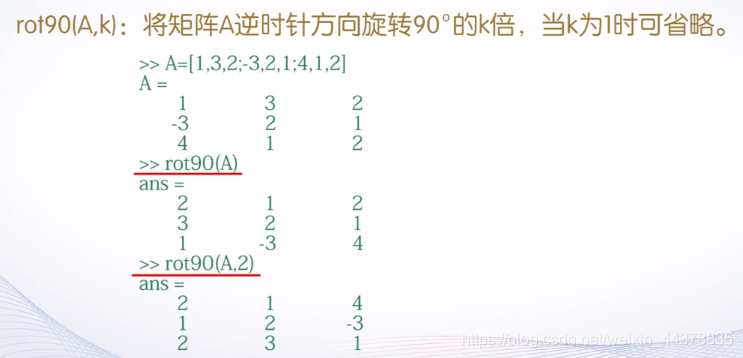 rot90(A,k)：将矩阵A逆时针方向旋转90°的k倍，当k为1时可省略。
>> A=[1,3,2;-3,2,1;4,1,2]
A =
1 3 2
-3 2 1
4 1 2
>> rot90(A)
ans =
2 1 2
3 2 1
1 -3 4
>> rot90(A,2)
ans =
2 1 4
1 2 -3
2 3 1
https://blog.csdn.net/weixin_44378835